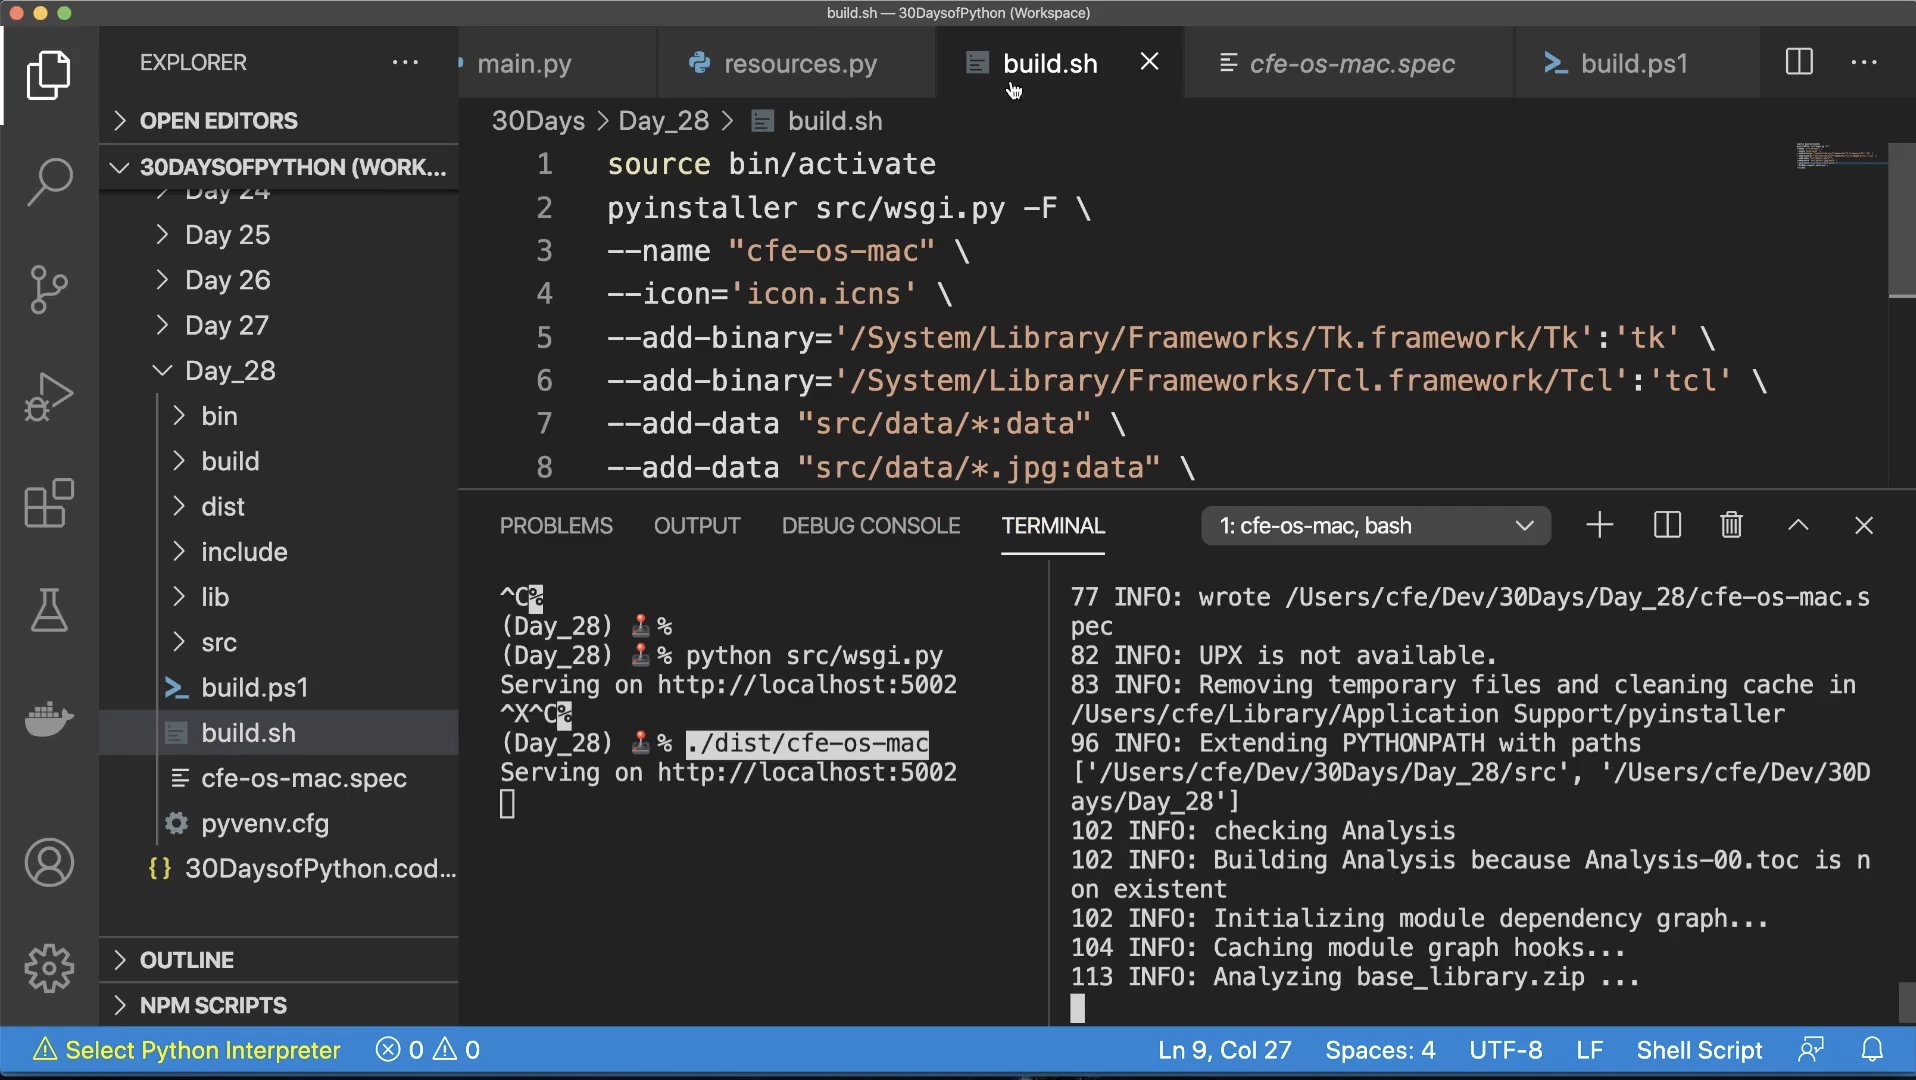 build.sh — 30DaysofPython (Workspace)
EXPLORER
main.py
resources.py
build.sh
cfe-os-mac.spec
build.ps1
OPEN EDITORS
30DAYSOFPYTHON (WORK...
Day 24
Day 25
Day 26
Day 27
Day_28
bin
build
dist
include
lib
src
build.ps1
build.sh
cfe-os-mac.spec
pyvenv.cfg
30DaysofPython.cod...
OUTLINE
NPM SCRIPTS
30Days > Day_28 > build.sh
1 source bin/activate
2 pyinstaller src/wsgi.py -F \
3 --name "cfe-os-mac" \
4 --icon='icon.icns' \
5 --add-binary='/System/Library/Frameworks/Tk.framework/Tk':'tk' \
6 --add-binary='/System/Library/Frameworks/Tcl.framework/Tcl':'tcl' \
7 --add-data "src/data/*:data" \
8 --add-data "src/data/*.jpg:data" \
PROBLEMS OUTPUT DEBUG CONSOLE TERMINAL
1: cfe-os-mac, bash
^C%
(Day_28) 🕹️%
(Day_28) 🕹️% python src/wsgi.py
Serving on http://localhost:5002
^X^C%
(Day_28) 🕹️% ./dist/cfe-os-mac
Serving on http://localhost:5002
77 INFO: wrote /Users/cfe/Dev/30Days/Day_28/cfe-os-mac.s
pec
82 INFO: UPX is not available.
83 INFO: Removing temporary files and cleaning cache in
/Users/cfe/Library/Application Support/pyinstaller
96 INFO: Extending PYTHONPATH with paths
['/Users/cfe/Dev/30Days/Day_28/src', '/Users/cfe/Dev/30D
ays/Day_28']
102 INFO: checking Analysis
102 INFO: Building Analysis because Analysis-00.toc is n
on existent
102 INFO: Initializing module dependency graph...
104 INFO: Caching module graph hooks...
113 INFO: Analyzing base_library.zip ...
Select Python Interpreter 0 0
Ln 9, Col 27 Spaces: 4 UTF-8 LF Shell Script